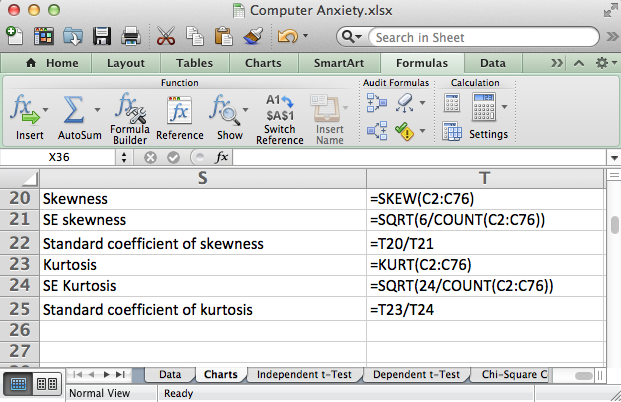 Computer Anxiety.xlsx
Search in Sheet
Home Layout Tables Charts SmartArt Formulas Data
Function Audit Formulas Calculation
Insert AutoSum Formula Builder Reference Show A1 $A$1 Switch Reference Insert Name Settings
X36 fx
S T
20 Skewness =SKEW(C2:C76)
21 SE skewness =SQRT(6/COUNT(C2:C76))
22 Standard coefficient of skewness =T20/T21
23 Kurtosis =KURT(C2:C76)
24 SE Kurtosis =SQRT(24/COUNT(C2:C76))
25 Standard coefficient of kurtosis =T23/T24
26
27
Data Charts Independent t-Test Dependent t-Test Chi-Square C
Normal View Ready